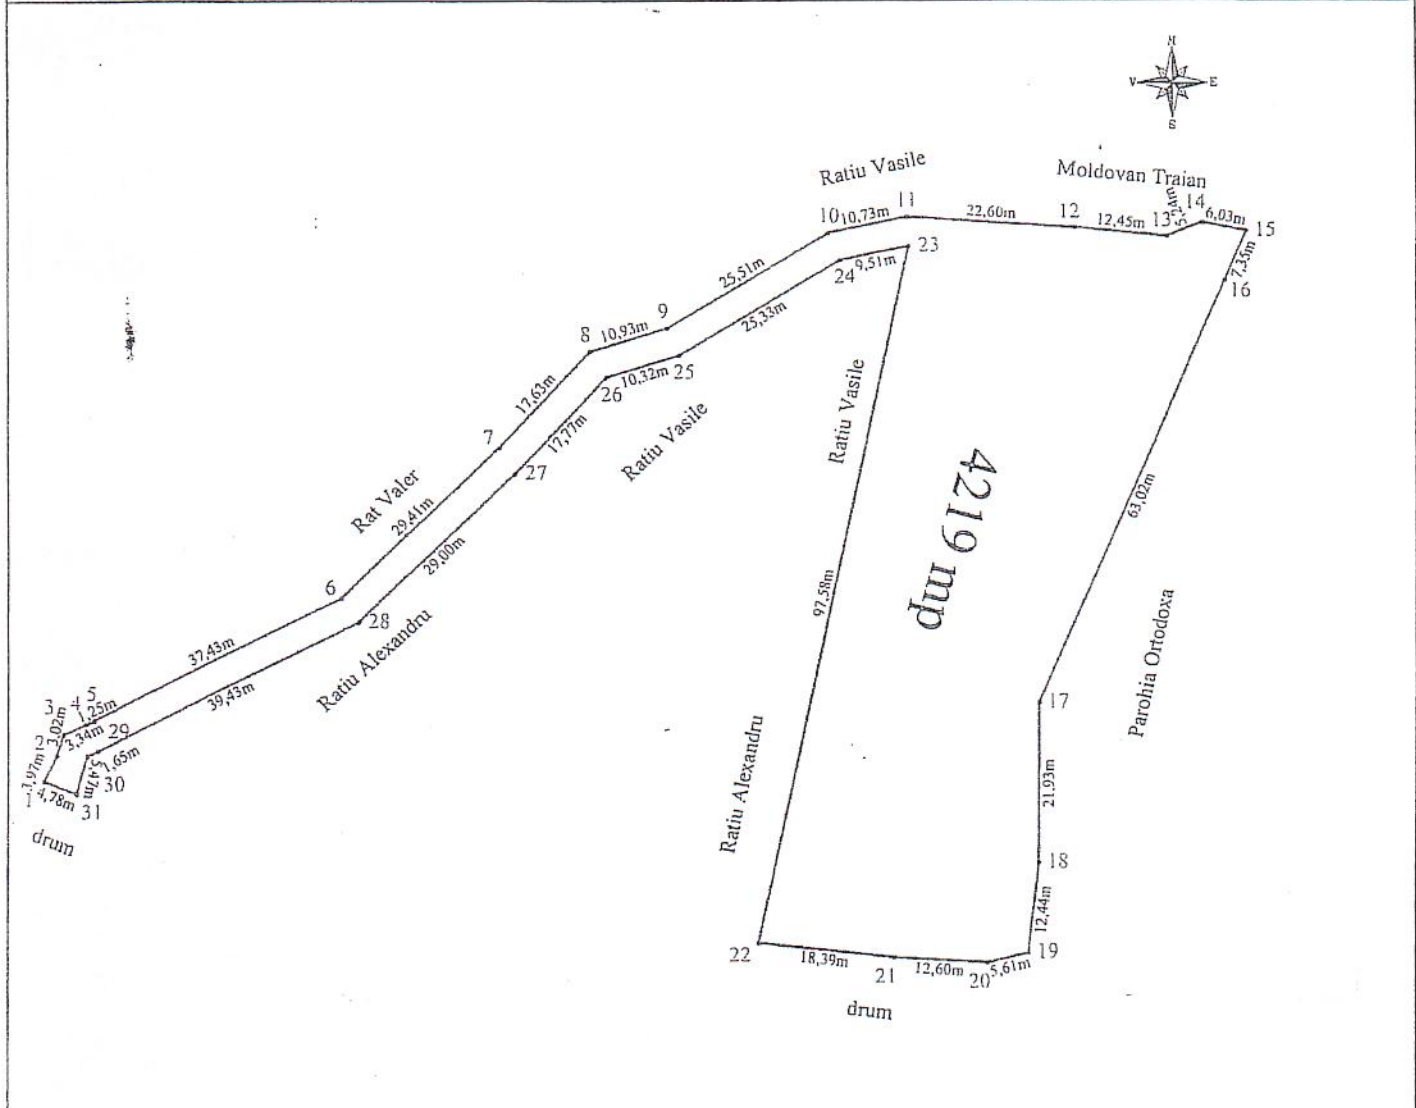 N
V E
S
Ratiu Vasile
Moldovan Traian
10 10,73m 11 22,60m 12 12,45m 13 14 6,03m 15
23
24 9,51m
7,35m
16
25,51m
9
8 10,93m
25,33m
25
10,32m
26
17,63m
Ratiu Vasile
Ratiu Vasile
7
17,77m
27
4219 mp
63,02m
Rat Valer
29,41m
29,00m
97,58m
6
28
Ratiu Alexandru
37,43m
39,43m
Parohia Ortodoxa
3 4 5
1,25m
3,02m
3,34m
29
2
1,65m
3,97m
5,47m
30
1
4,78m
31
drum
17
21,93m
Ratiu Alexandru
18
12,44m
19
22
18,39m
21
12,60m
20
5,61m
drum